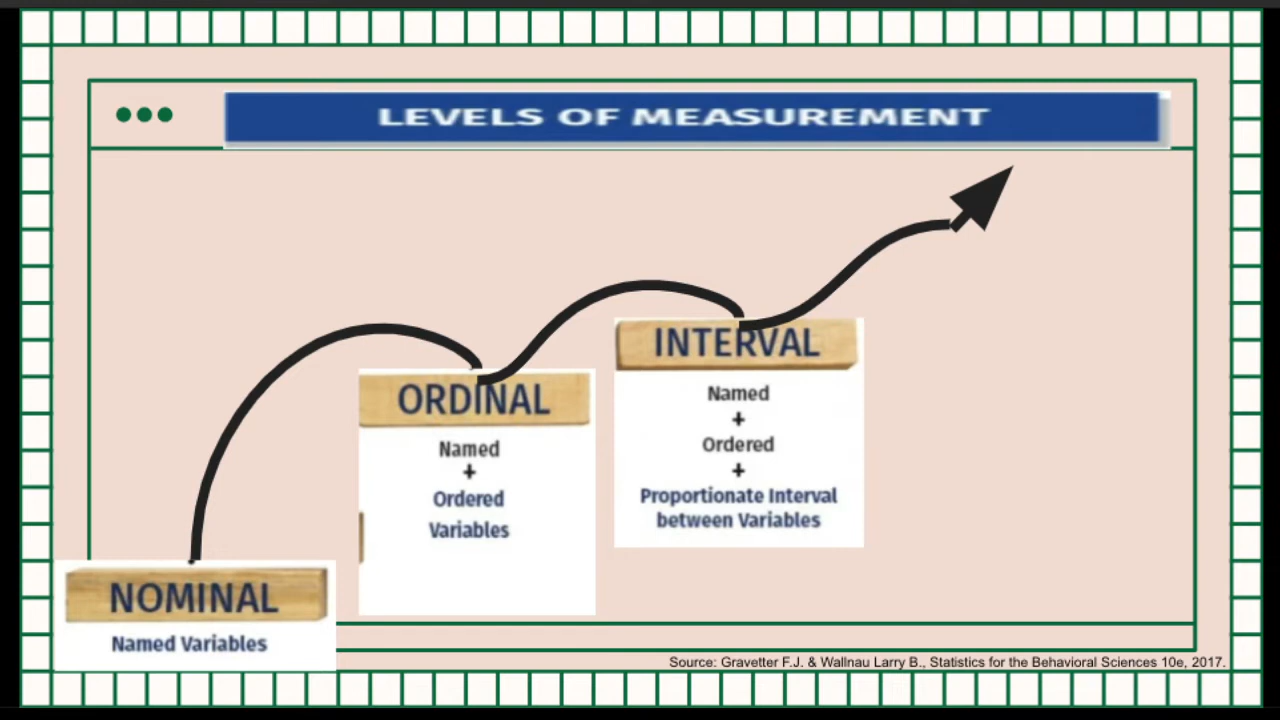 LEVELS OF MEASUREMENT
NOMINAL
Named Variables
ORDINAL
Named
+
Ordered
Variables
INTERVAL
Named
+
Ordered
+
Proportionate Interval
between Variables
Source: Gravetter F.J. & Wallnau Larry B., Statistics for the Behavioral Sciences 10e, 2017.